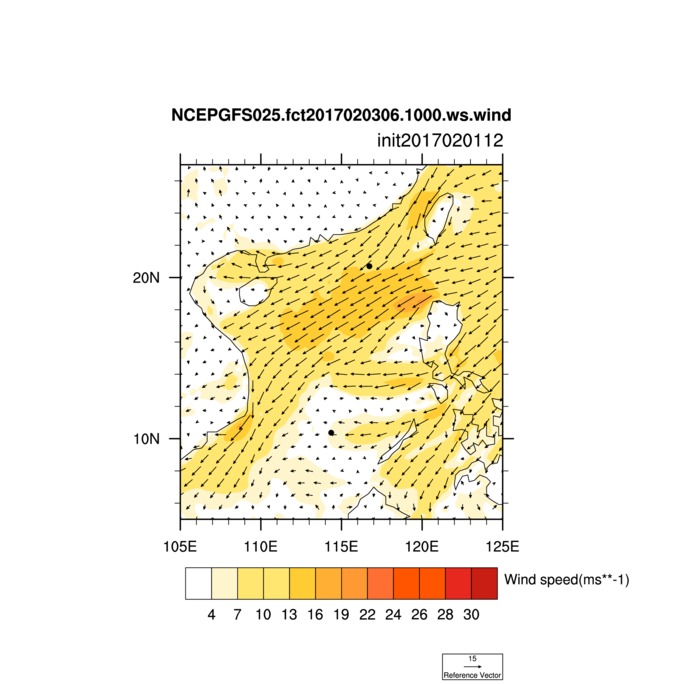 NCEPGFS025.fct2017020306.1000.ws.wind
init2017020112
20N
10N
105E 110E 115E 120E 125E
Wind speed(ms**-1)
4 7 10 13 16 19 22 24 26 28 30
15
Reference Vector